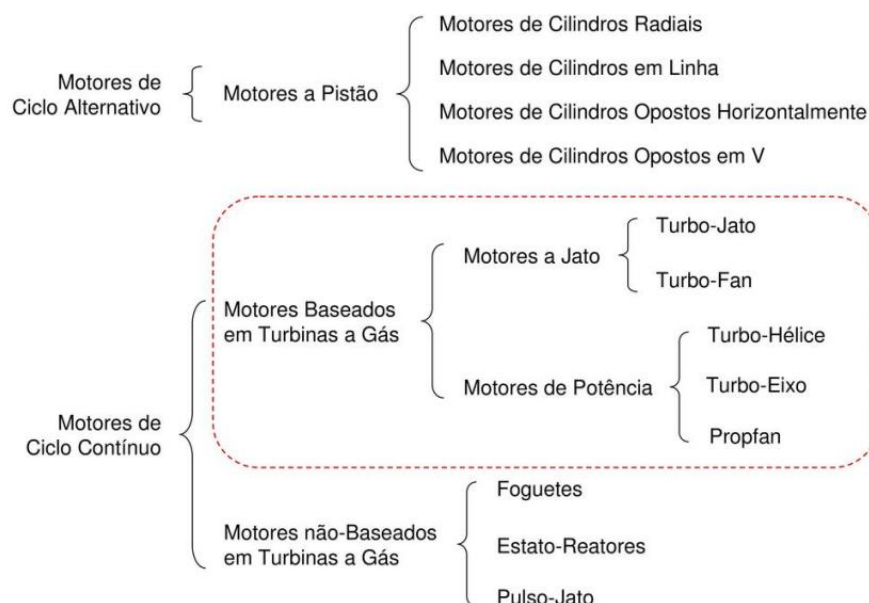 Motores de Cilindros Radiais
Motores de Cilindros em Linha
Motores de
Ciclo Alternativo
Motores a Pistão
Motores de Cilindros Opostos Horizontalmente
Motores de Cilindros Opostos em V
Turbo-Jato
Motores a Jato
Turbo-Fan
Motores Baseados
em Turbinas a Gás
Turbo-Hélice
Motores de Potência
Turbo-Eixo
Propfan
Motores de
Ciclo Contínuo
Foguetes
Motores não-Baseados
em Turbinas a Gás
Estato-Reatores
Pulso-Jato